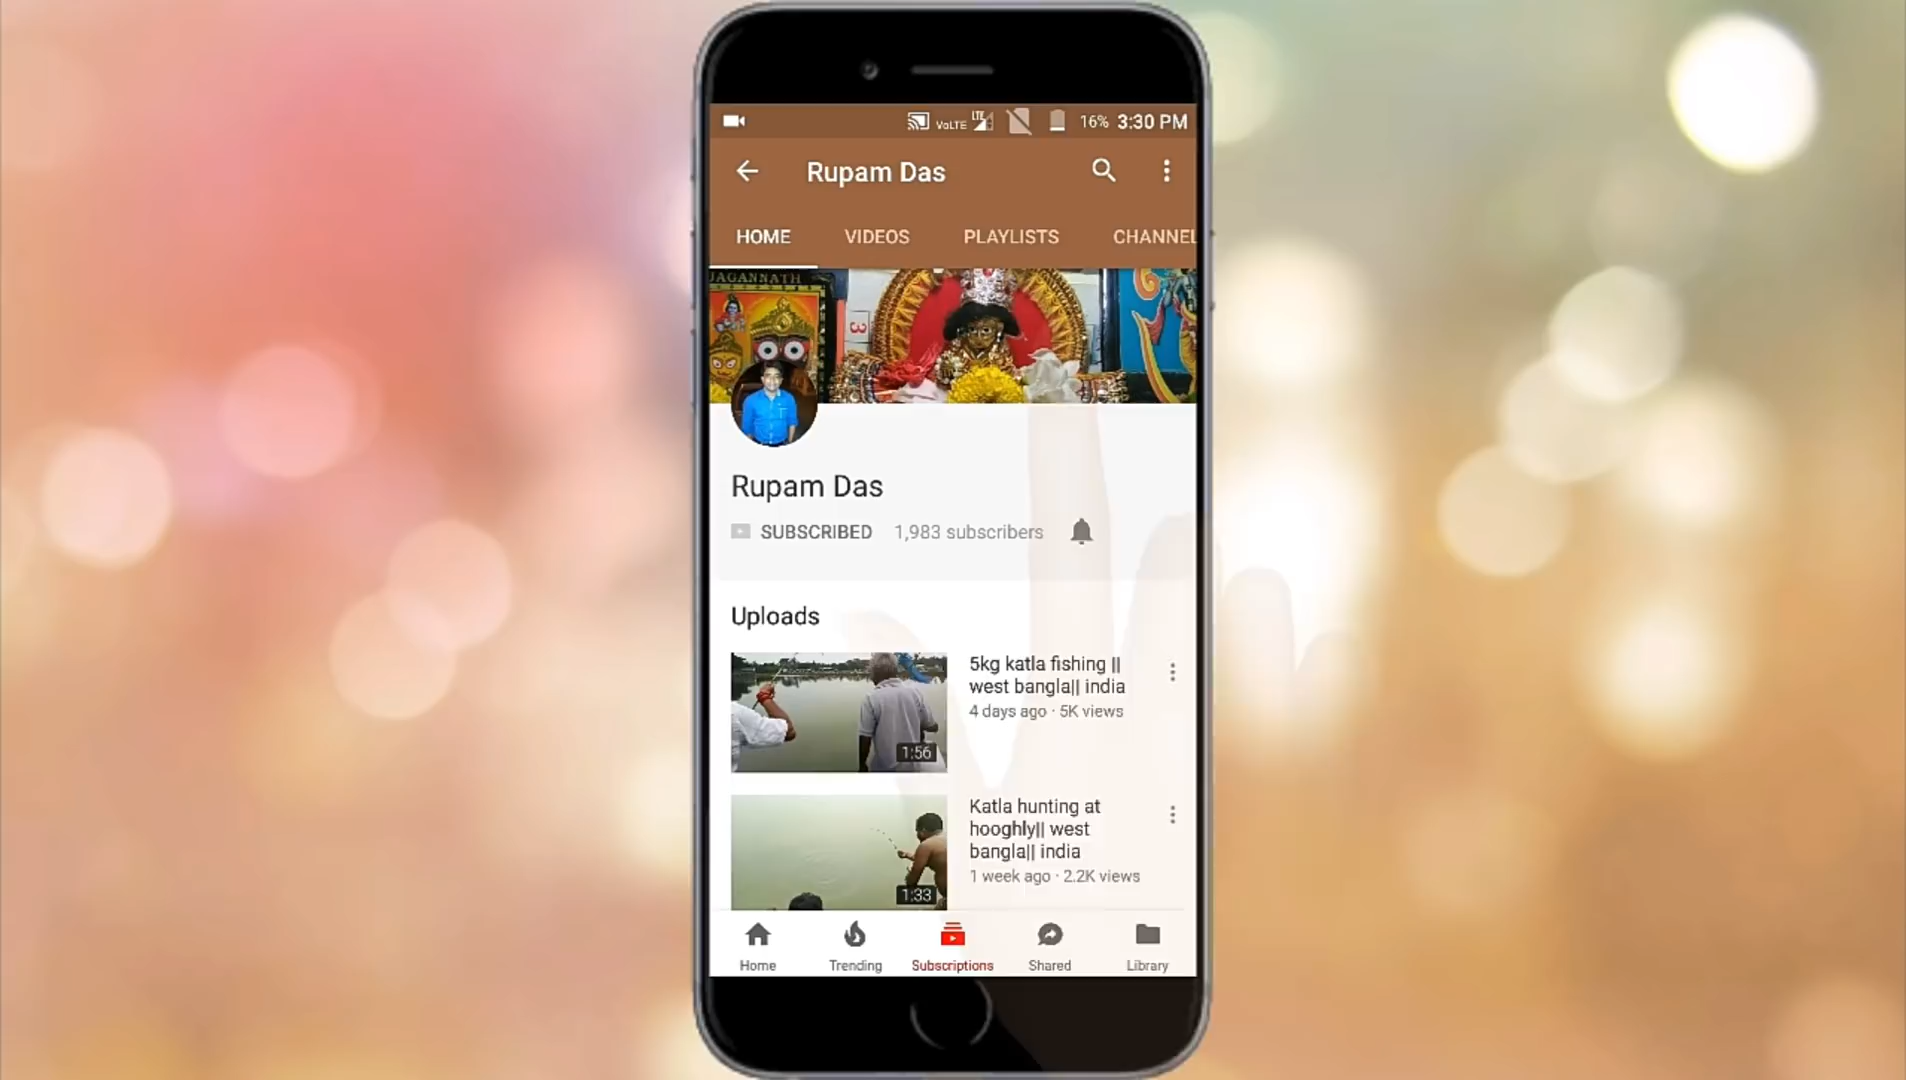 VoLTE LTE 16% 3:30 PM
Rupam Das
HOME VIDEOS PLAYLISTS CHANNEL
JAGANNATH
Rupam Das
SUBSCRIBED 1,983 subscribers
Uploads
5kg katla fishing ||
west bangla|| india
4 days ago · 5K views
1:56
Katla hunting at
hooghly|| west
bangla|| india
1 week ago · 2.2K views
1:33
Home Trending Subscriptions Shared Library